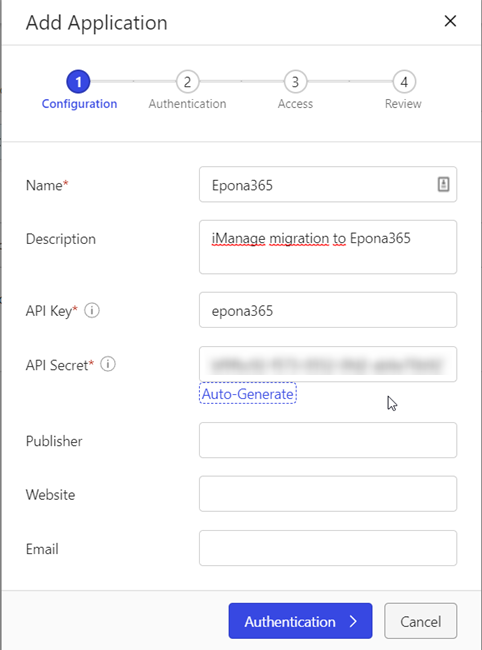 Add Application
1 2 3 4
Configuration Authentication Access Review
Name* Epona365
Description iManage migration to Epona365
API Key* epona365
API Secret*
Auto-Generate
Publisher
Website
Email
Authentication Cancel